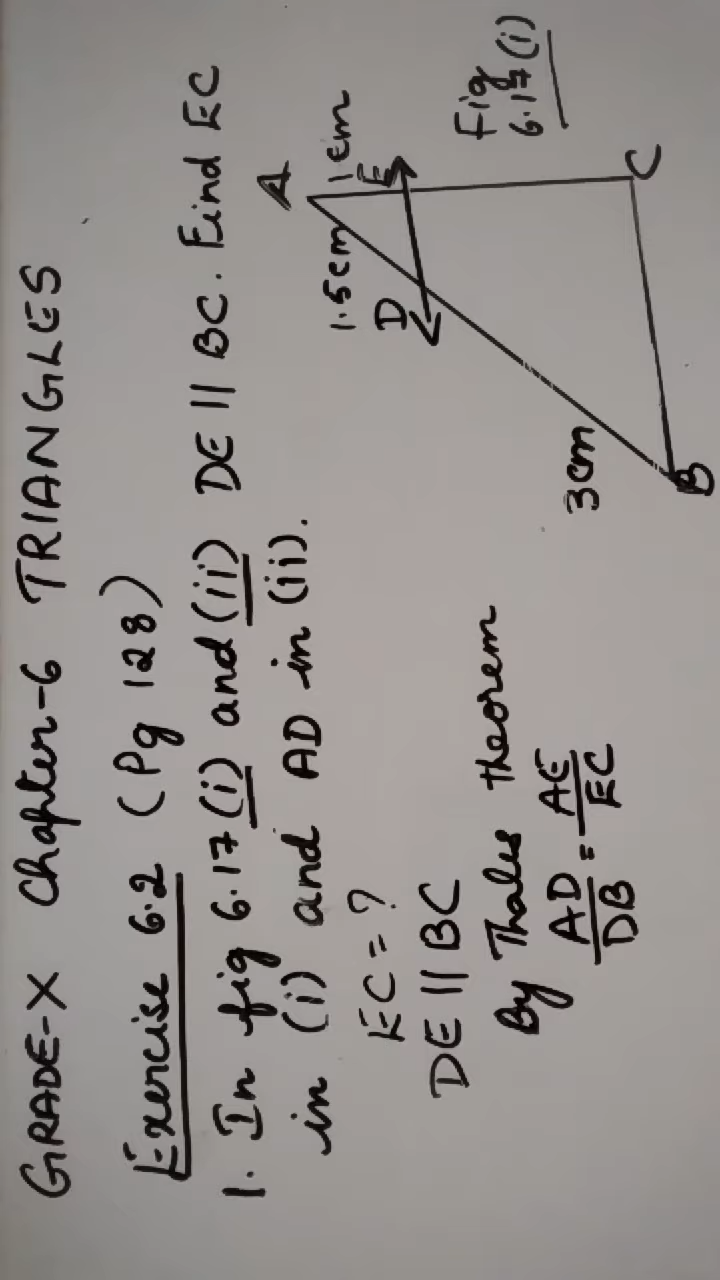 GRADE-X Chapter-6 TRIANGLES
Exercise 6.2 (Pg 128)
1. In fig 6.17 (i) and (ii) DE || BC. Find EC
in (i) and AD in (ii).
EC = ?
DE || BC
By Thales theorem
AD/DB = AE/EC
A
1.5cm
1cm
D
E
3cm
B
C
Fig
6.17(i)